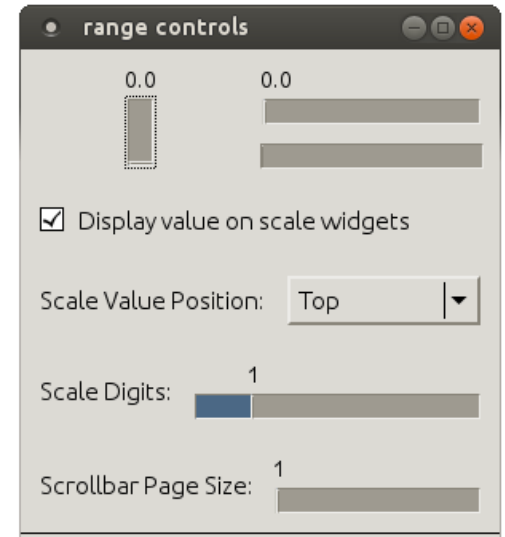 range controls
0.0 0.0
Display value on scale widgets
Scale Value Position: Top
1
Scale Digits:
1
Scrollbar Page Size: